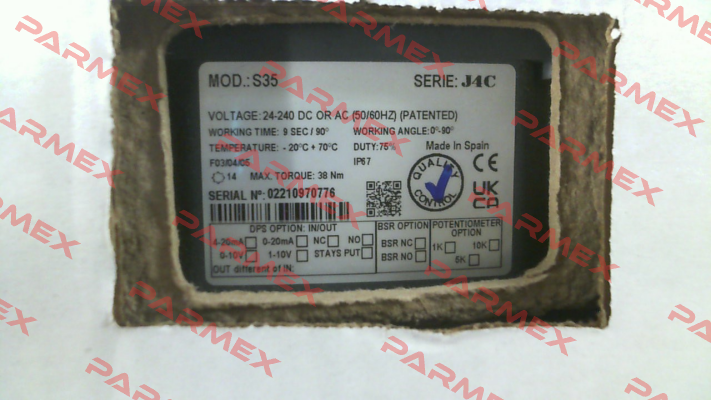 MOD.: S35 SERIE: J4C
VOLTAGE: 24-240 DC OR AC (50/60HZ) (PATENTED)
WORKING TIME: 9 SEC / 90° WORKING ANGLE: 0°-90°
TEMPERATURE: - 20°C + 70°C DUTY: 75% Made In Spain
F03/04/05 IP67
14 MAX. TORQUE: 38 Nm
SERIAL Nº: 02210970776
QUALITY CONTROL
CE
UKCA
DPS OPTION: IN/OUT
4-20mA 0-20mA NC NO
0-10V 1-10V STAYS PUT
OUT different of IN:
BSR OPTION
BSR NC
BSR NO
POTENTIOMETER OPTION
1K 10K
5K
PARMEX
PARMEX
PARMEX
PARMEX
PARMEX
PARMEX
PARMEX
PARMEX
PARMEX